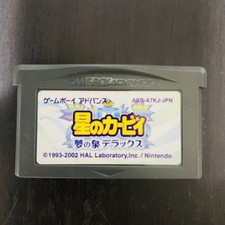 ゲームボーイ アドバンス AGB-A7KJ-JPN
星のカービィ
夢の泉 デラックス
©1993-2002 HAL Laboratory,Inc. / Nintendo